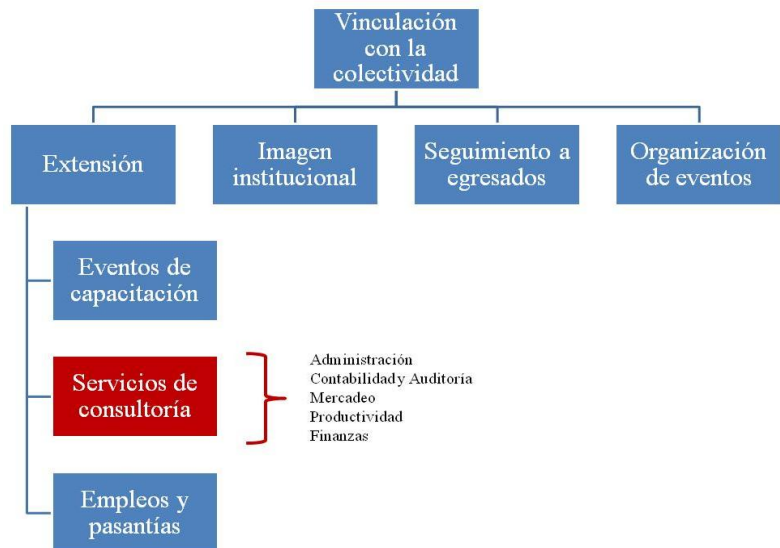 Vinculación
con la
colectividad
Extensión
Imagen
institucional
Seguimiento a
egresados
Organización
de eventos
Eventos de
capacitación
Servicios de
consultoría
Administración
Contabilidad y Auditoría
Mercadeo
Productividad
Finanzas
Empleos y
pasantías